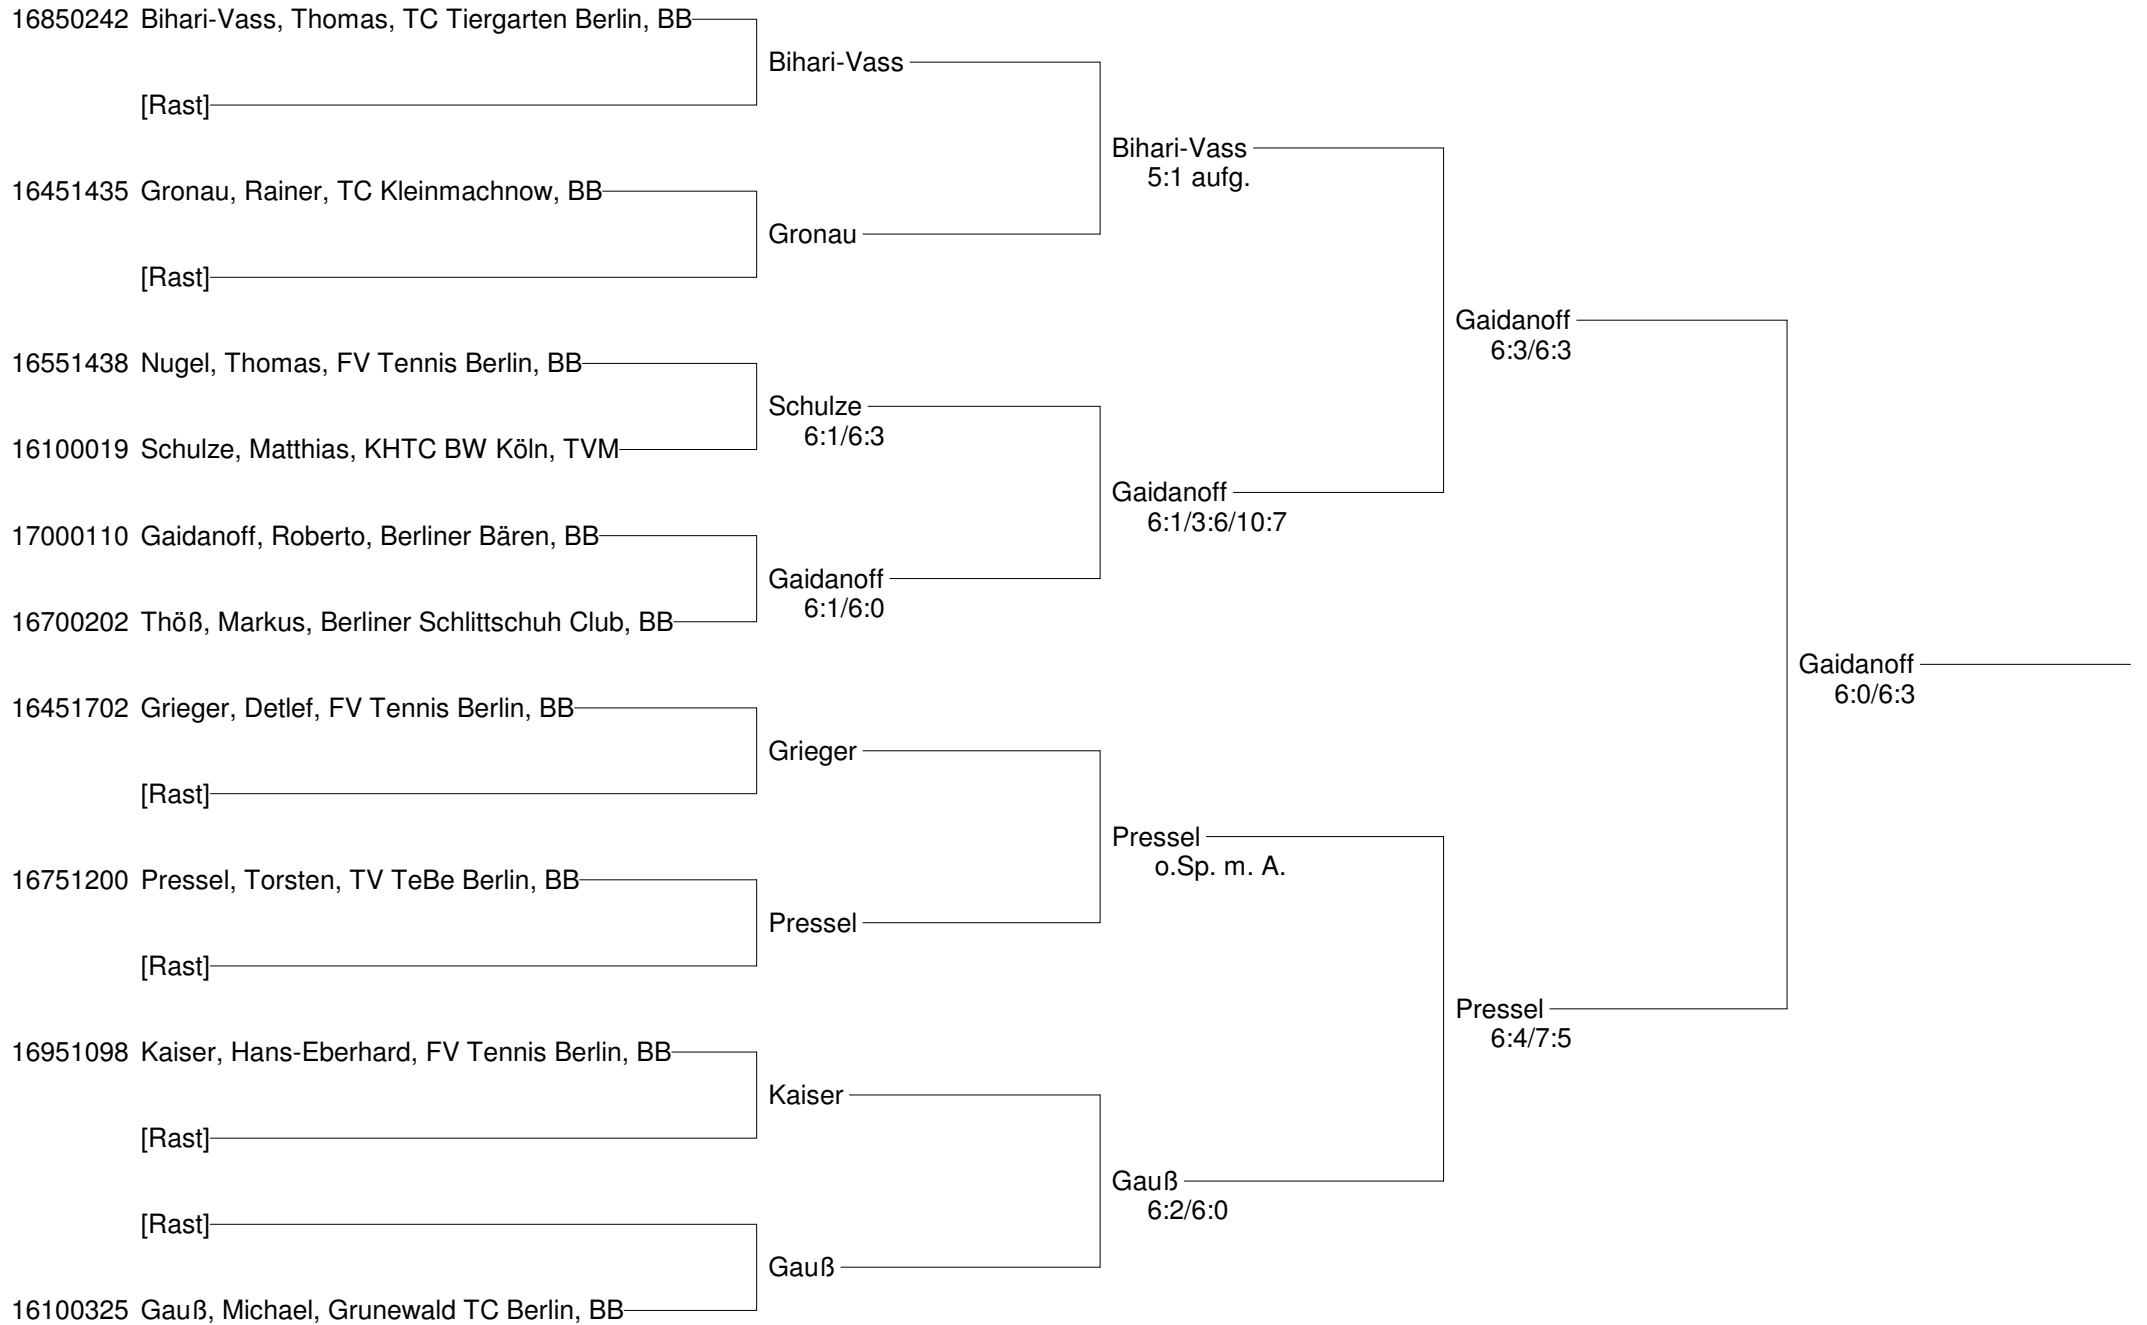 16850242 Bihari-Vass, Thomas, TC Tiergarten Berlin, BB
Bihari-Vass
[Rast]
Bihari-Vass
5:1 aufg.
16451435 Gronau, Rainer, TC Kleinmachnow, BB
Gronau
[Rast]
Gaidanoff
6:3/6:3
16551438 Nugel, Thomas, FV Tennis Berlin, BB
Schulze
6:1/6:3
16100019 Schulze, Matthias, KHTC BW Köln, TVM
Gaidanoff
6:1/3:6/10:7
17000110 Gaidanoff, Roberto, Berliner Bären, BB
Gaidanoff
6:1/6:0
16700202 Thöß, Markus, Berliner Schlittschuh Club, BB
Gaidanoff
6:0/6:3
16451702 Grieger, Detlef, FV Tennis Berlin, BB
Grieger
[Rast]
Pressel
o.Sp. m. A.
16751200 Pressel, Torsten, TV TeBe Berlin, BB
Pressel
[Rast]
Pressel
6:4/7:5
16951098 Kaiser, Hans-Eberhard, FV Tennis Berlin, BB
Kaiser
[Rast]
Gauß
6:2/6:0
[Rast]
Gauß
16100325 Gauß, Michael, Grunewald TC Berlin, BB